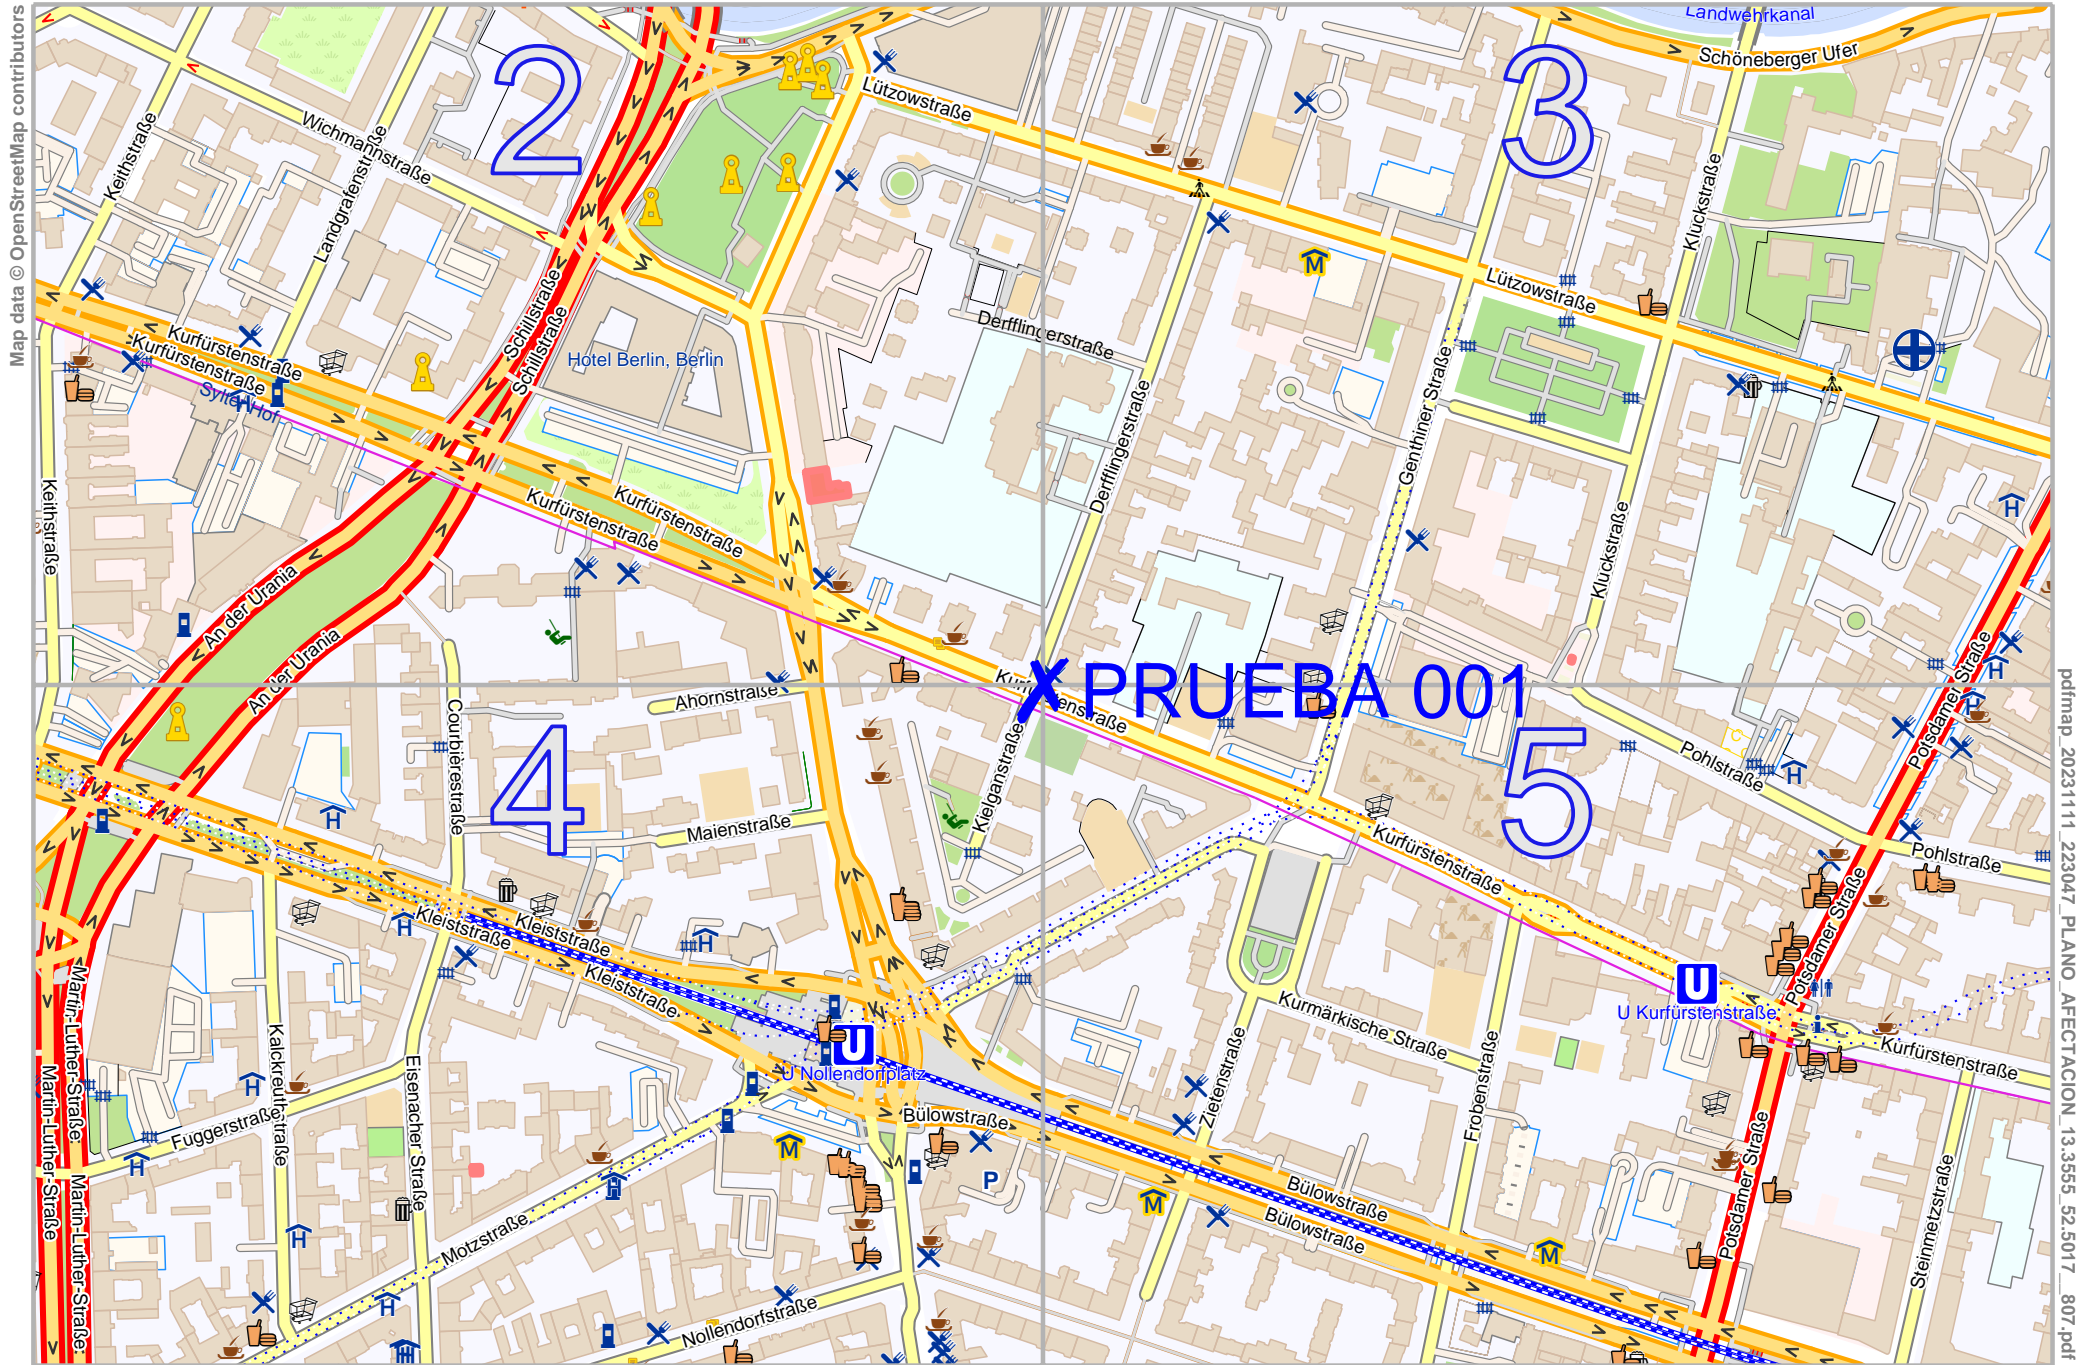 Map data © OpenStreetMap contributors
Landwehrkanal
Schöneberger Ufer
2
3
Lützowstraße
Wichmannstraße
Keithstraße
Landgrafenstraße
Kluckstraße
M
Lützowstraße
Schillstraße
Schillstraße
Derfflingerstraße
Hotel Berlin, Berlin
Kurfürstenstraße
Kurfürstenstraße
Sylter Hof
H
Genthiner Straße
Derfflingerstraße
Keithstraße
Kurfürstenstraße
Kurfürstenstraße
Kluckstraße
H
An der Urania
An der Urania
Potsdamer Straße
H
H
X PRUEBA 001
Kurfürstenstraße
Ahornstraße
Courbièrestraße
Kielganstraße
4
5
Pohlstraße
H
Potsdamer Straße
H
Maienstraße
Kurfürstenstraße
Pohlstraße
Kleiststraße
Kleiststraße
Kleiststraße
H
H
Potsdamer Straße
Martin-Luther-Straße
Kalckreuthstraße
Eisenacher Straße
U
U Nollendorfplatz
Kurmärkische Straße
U
U Kurfürstenstraße
Kurfürstenstraße
Zietenstraße
Frobenstraße
Martin-Luther-Straße
H
Fuggerstraße
H
Bülowstraße
M
P
M
H
Potsdamer Straße
Steinmetzstraße
Martin-Luther-Straße
Bülowstraße
Bülowstraße
M
H
Motzstraße
H
Nollendorfstraße
pdfmap_20231111_223047_PLANO_AFECTACION_13.3555_52.5017__807.pdf